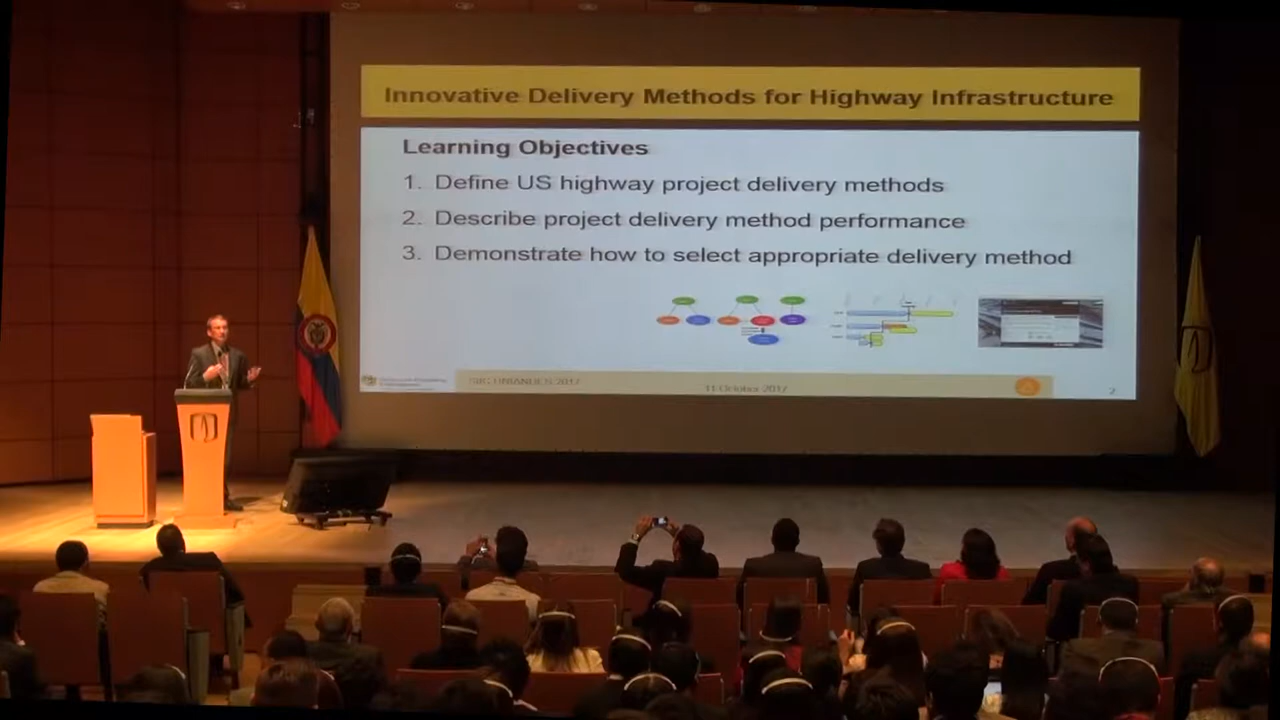 Innovative Delivery Methods for Highway Infrastructure
Learning Objectives
1. Define US highway project delivery methods
2. Describe project delivery method performance
3. Demonstrate how to select appropriate delivery method
11 October 2017
2